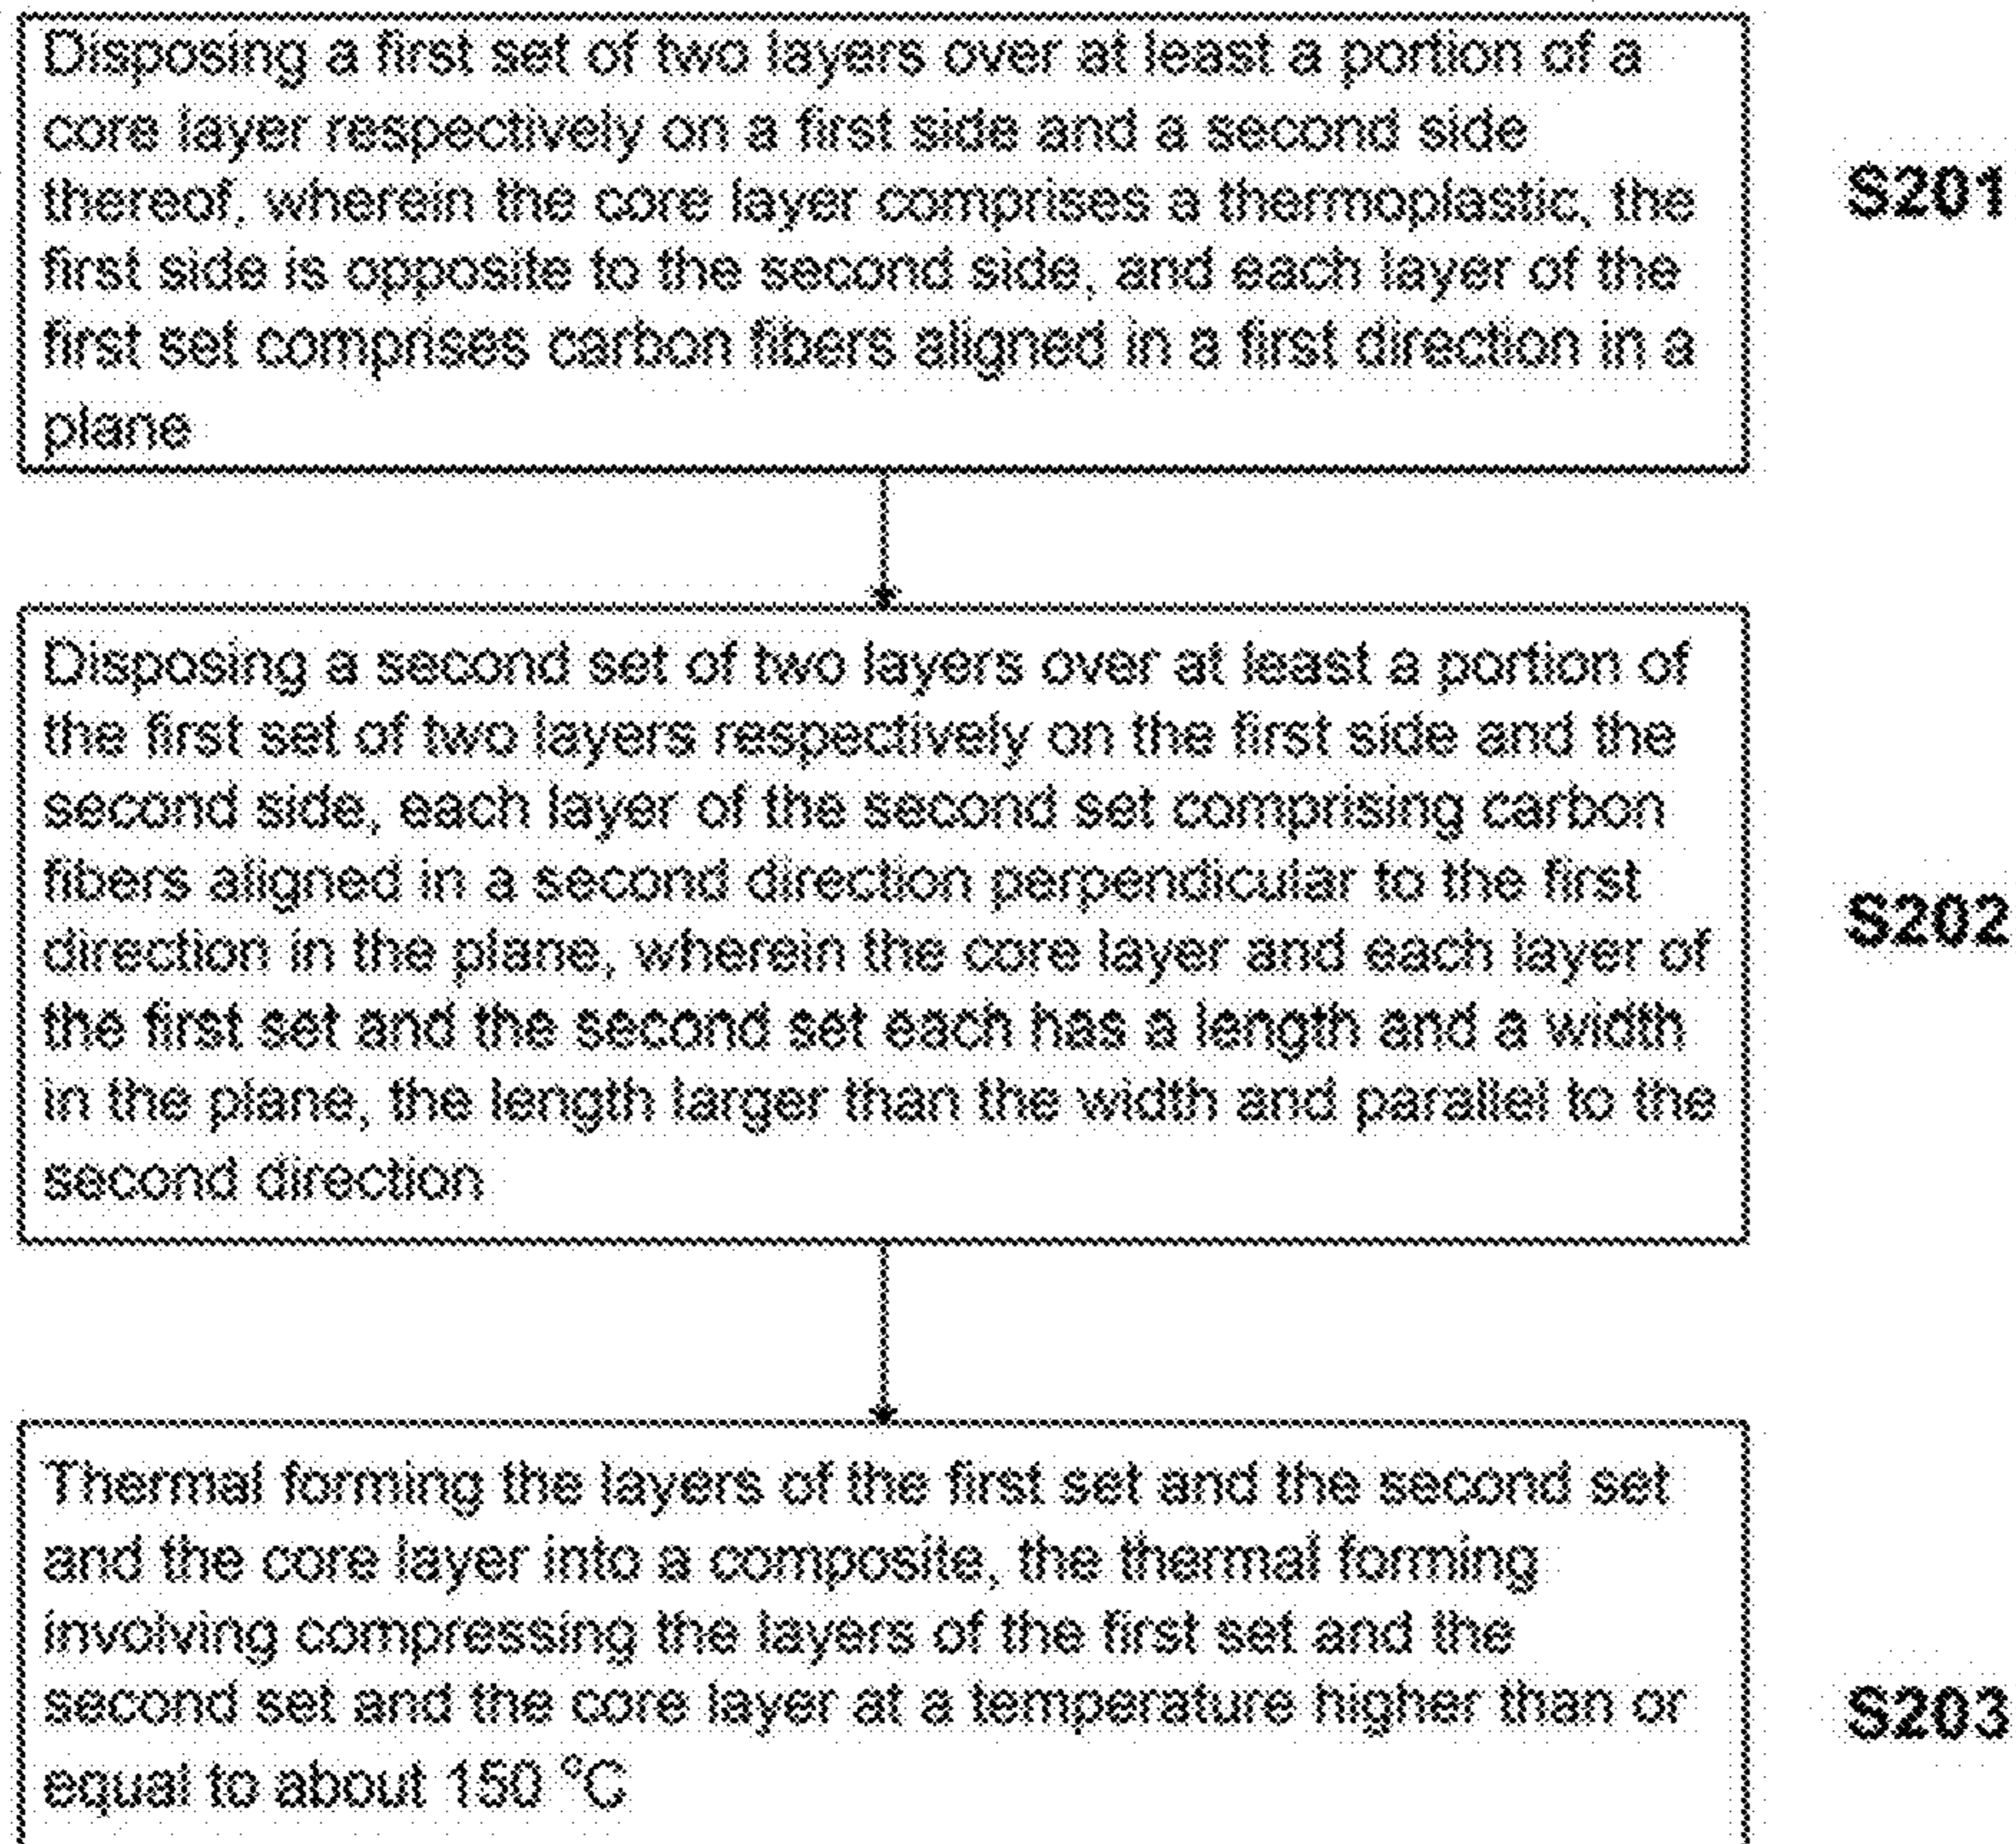 Disposing a first set of two layers over at least a portion of a
core layer respectively on a first side and a second side
thereof, wherein the core layer comprises a thermoplastic, the
first side is opposite to the second side, and each layer of the
first set comprises carbon fibers aligned in a first direction in a
plane
S201
Disposing a second set of two layers over at least a portion of
the first set of two layers respectively on the first side and the
second side, each layer of the second set comprising carbon
fibers aligned in a second direction perpendicular to the first
direction in the plane, wherein the core layer and each layer of
the first set and the second set each has a length and a width
in the plane, the length larger than the width and parallel to the
second direction
S202
Thermal forming the layers of the first set and the second set
and the core layer into a composite, the thermal forming
involving compressing the layers of the first set and the
second set and the core layer at a temperature higher than or
equal to about 150 °C
S203